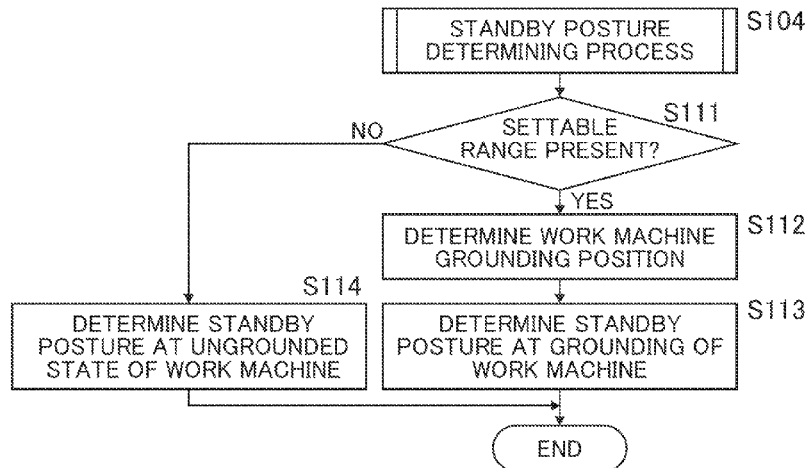 STANDBY POSTURE
DETERMINING PROCESS
S104
S111
SETTABLE
RANGE PRESENT?
NO
YES
S112
DETERMINE WORK MACHINE
GROUNDING POSITION
S114
DETERMINE STANDBY
POSTURE AT UNGROUNDED
STATE OF WORK MACHINE
S113
DETERMINE STANDBY
POSTURE AT GROUNDING OF
WORK MACHINE
END